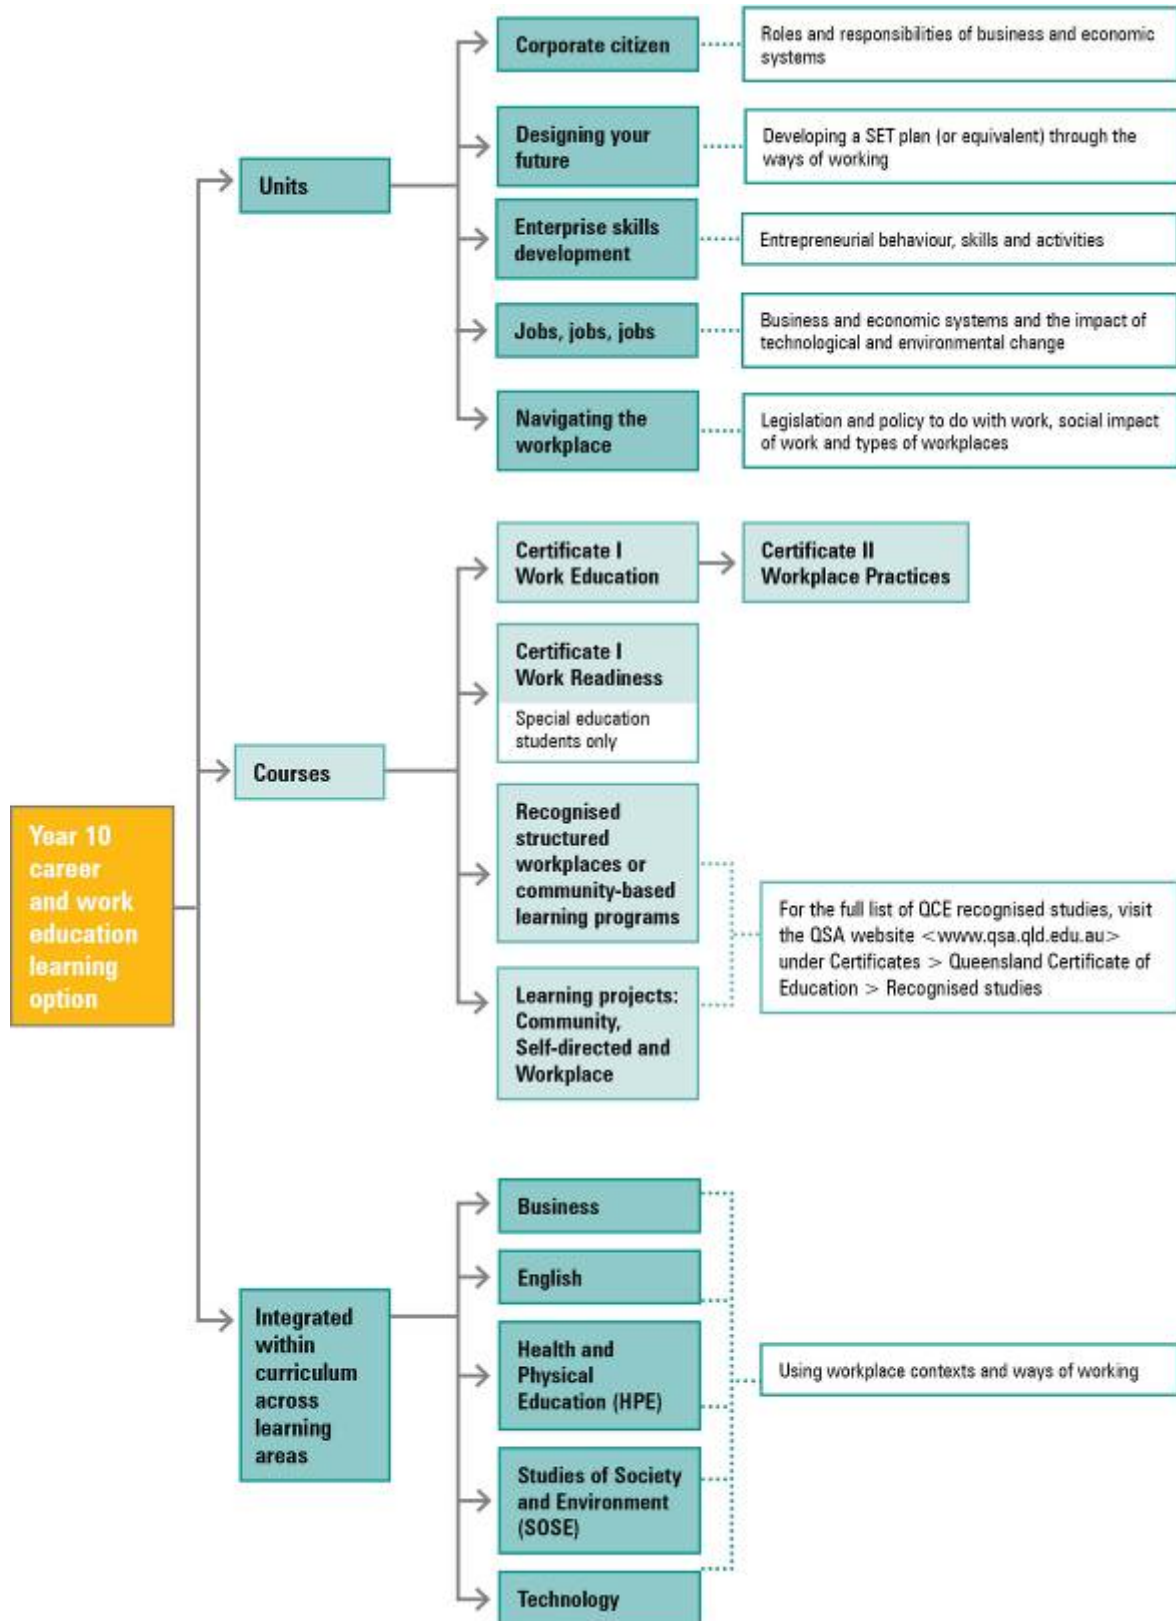 Corporate citizen
Roles and responsibilities of business and economic
systems
Designing your
future
Developing a SET plan (or equivalent) through the
ways of working
Units
Enterprise skills
development
Entrepreneurial behaviour, skills and activities
Jobs, jobs, jobs
Business and economic systems and the impact of
technological and environmental change
Navigating the
workplace
Legislation and policy to do with work, social impact
of work and types of workplaces
Certificate I
Work Education
Certificate II
Workplace Practices
Certificate I
Work Readiness
Special education
students only
Courses
Recognised
structured
workplaces or
community-based
learning programs
Year 10
career
and work
education
learning
option
For the full list of QCE recognised studies, visit
the QSA website <www.qsa.qld.edu.au>
under Certificates > Queensland Certificate of
Education > Recognised studies
Learning projects:
Community,
Self-directed and
Workplace
Business
English
Integrated
within
curriculum
across
learning
areas
Health and
Physical
Education (HPE)
Using workplace contexts and ways of working
Studies of Society
and Environment
(SOSE)
Technology